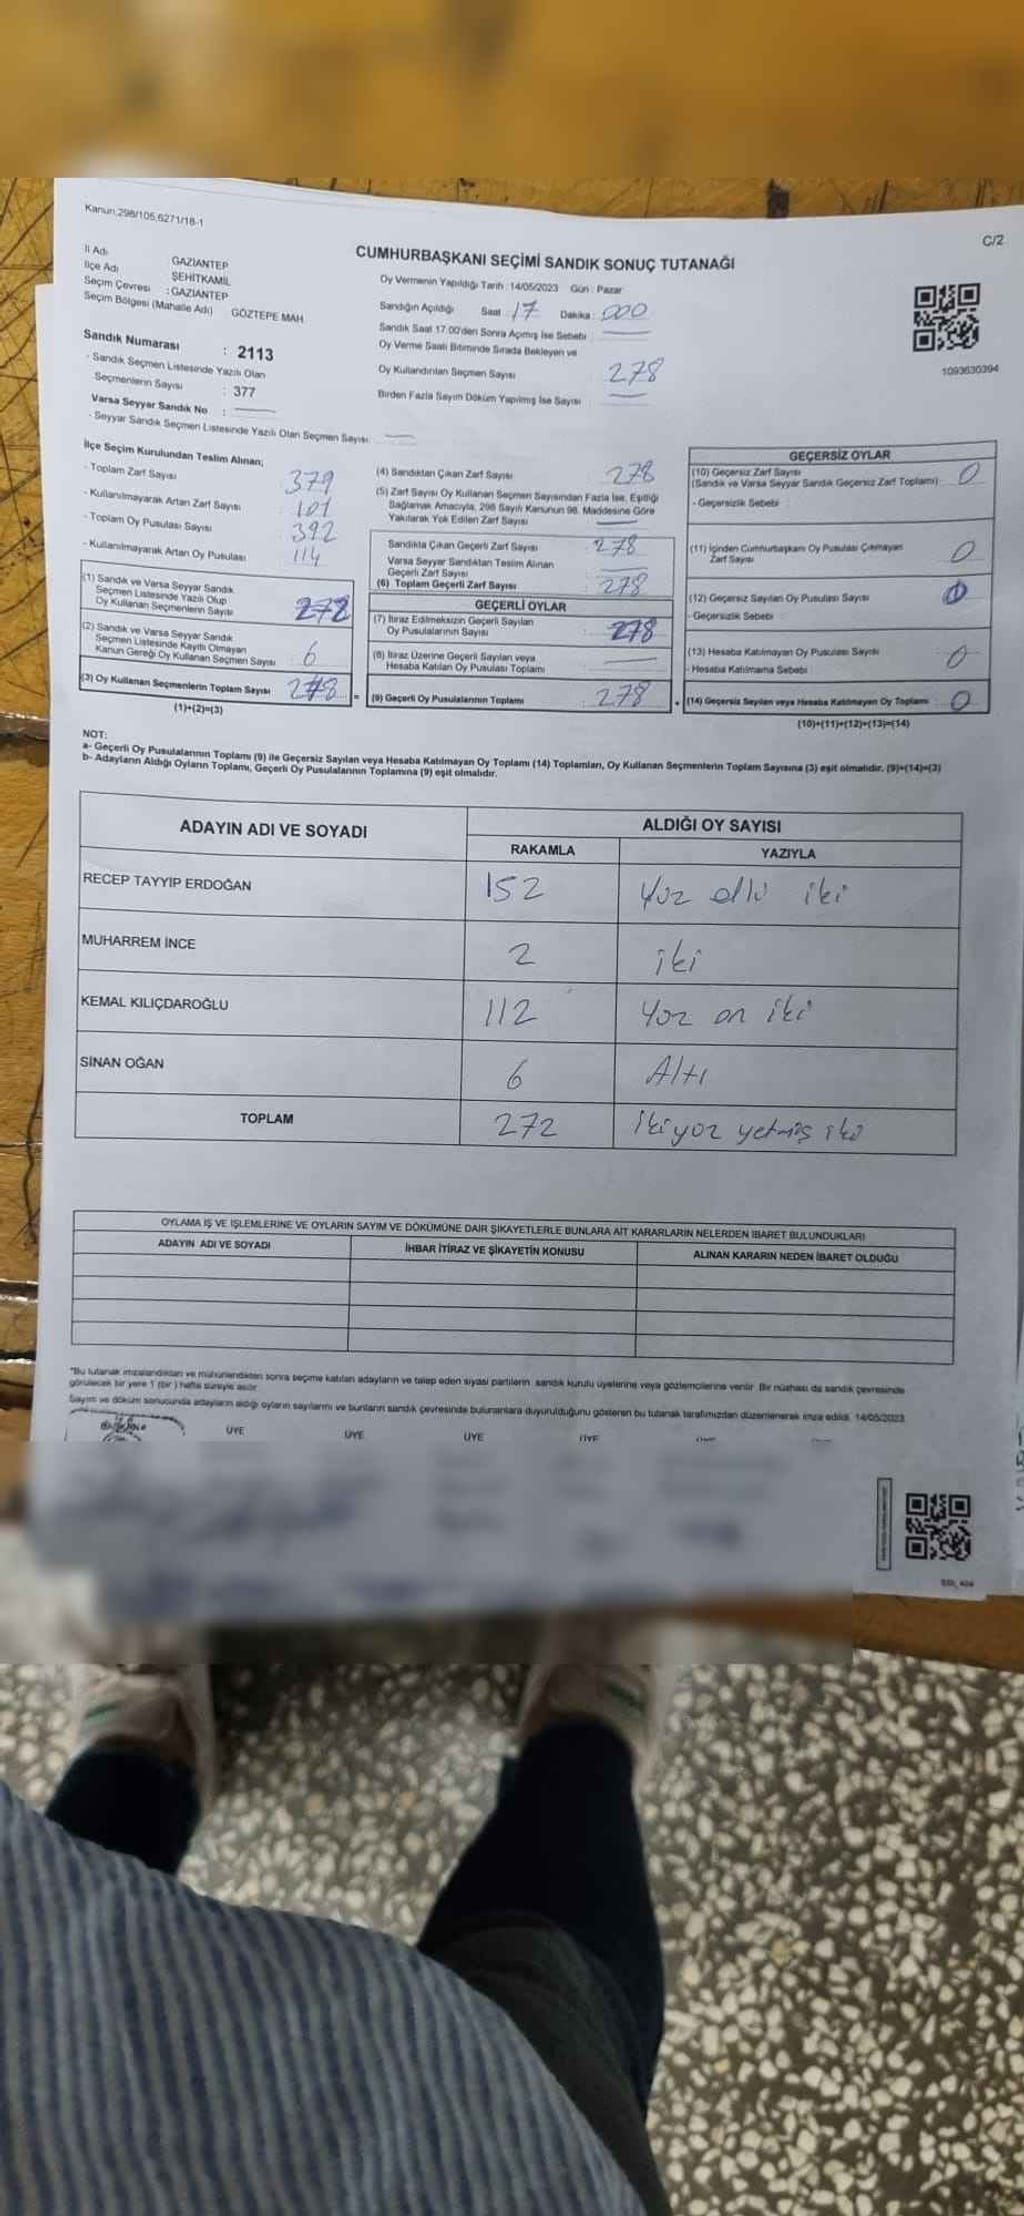 Kanun:298/105,6271/18-1
C/2
CUMHURBAŞKANI SEÇİMİ SANDIK SONUÇ TUTANAĞI
İl Adı GAZİANTEP
İlçe Adı ŞEHİTKAMİL
Seçim Çevresi : GAZİANTEP
Seçim Bölgesi (Mahalle Adı) GÖZTEPE MAH.
Sandık Numarası : 2113
- Sandık Seçmen Listesinde Yazılı Olan
Seçmenlerin Sayısı : 377
Varsa Seyyar Sandık No :
- Seyyar Sandık Seçmen Listesinde Yazılı Olan Seçmen Sayısı
Oy Vermenin Yapıldığı Tarih : 14/05/2023 Gün : Pazar
Sandığın Açıldığı Saat : 17 Dakika : 000
Sandık Saat 17.00'den Sonra Açımış İse Sebebi
Oy Verme Saati Bitiminde Sırada Bekleyen ve
Oy Kullandırılan Seçmen Sayısı 278
Birden Fazla Sayım Döküm Yapılmış İse Sayısı
1093630394
İlçe Seçim Kurulundan Teslim Alınan;
- Toplam Zarf Sayısı 379
- Kullanılmayarak Artan Zarf Sayısı 101
- Toplam Oy Pusulası Sayısı 392
- Kullanılmayarak Artan Oy Pusulası 114
(1) Sandık ve Varsa Seyyar Sandık
Seçmen Listesinde Yazılı Olup
Oy Kullanan Seçmenlerin Sayısı 272
(2) Sandık ve Varsa Seyyar Sandık
Seçmen Listesinde Kayıtlı Olmayan
Kanun Gereği Oy Kullanan Seçmen Sayısı 6
(3) Oy Kullanan Seçmenlerin Toplam Sayısı 278
(1)+(2)=(3)
(4) Sandıktan Çıkan Zarf Sayısı 278
(5) Zarf Sayısı Oy Kullanan Seçmen Sayısından Fazla İse, Eşitliği
Sağlamak Amacıyla, 298 Sayılı Kanunun 98. Maddesine Göre
Yakılarak Yok Edilen Zarf Sayısı
Sandıkta Çıkan Geçerli Zarf Sayısı 278
Varsa Seyyar Sandıktan Teslim Alınan
Geçerli Zarf Sayısı
(6) Toplam Geçerli Zarf Sayısı 278
GEÇERLİ OYLAR
(7) İtiraz Edilmeksizin Geçerli Sayılan
Oy Pusulalarının Sayısı 278
(8) İtiraz Üzerine Geçerli Sayılan veya
Hesaba Katılan Oy Pusulası Toplamı
= (9) Geçerli Oy Pusulalarının Toplamı 278
GEÇERSİZ OYLAR
(10) Geçersiz Zarf Sayısı 0
(Sandık ve Varsa Seyyar Sandık Geçersiz Zarf Toplamı)
- Geçersizlik Sebebi
(11) İçinden Cumhurbaşkanı Oy Pusulası Çıkmayan
Zarf Sayısı 0
(12) Geçersiz Sayılan Oy Pusulası Sayısı
- Geçersizlik Sebebi
(13) Hesaba Katılmayan Oy Pusulası Sayısı 0
- Hesaba Katılmama Sebebi
+ (14) Geçersiz Sayılan veya Hesaba Katılmayan Oy Toplamı 0
(10)+(11)+(12)+(13)=(14)
NOT:
a- Geçerli Oy Pusulalarının Toplamı (9) ile Geçersiz Sayılan veya Hesaba Katılmayan Oy Toplamı (14) Toplamları, Oy Kullanan Seçmenlerin Toplam Sayısına (3) eşit olmalıdır. (9)+(14)=(3)
b- Adayların Aldığı Oyların Toplamı, Geçerli Oy Pusulalarının Toplamına (9) eşit olmalıdır.
ADAYIN ADI VE SOYADI ALDIĞI OY SAYISI
RAKAMLA YAZIYLA
RECEP TAYYİP ERDOĞAN 152 Yüz elli iki
MUHARREM İNCE 2 iki
KEMAL KILIÇDAROĞLU 112 Yüz on iki
SİNAN OĞAN 6 Altı
TOPLAM 272 ikiyüz yetmiş iki
OYLAMA İŞ VE İŞLEMLERİNE VE OYLARIN SAYIM VE DÖKÜMÜNE DAİR ŞİKAYETLERLE BUNLARA AİT KARARLARIN NELERDEN İBARET BULUNDUKLARI
ADAYIN ADI VE SOYADI İHBAR İTİRAZ VE ŞİKAYETİN KONUSU ALINAN KARARIN NEDEN İBARET OLDUĞU
*Bu tutanak imzalandıktan ve mühürlendikten sonra seçime katılan adayların ve talep eden siyasi partilerin sandık kurulu üyelerine veya gözlemcilerine verilir. Bir nüshası da sandık çevresinde
görülecek bir yere 1 (bir) hafta süreyle asılır.
Sayım ve döküm sonucunda adayların aldığı oyların sayılarını ve bunların sandık çevresinde bulunanlara duyurulduğunu gösteren bu tutanak tarafımızdan düzenlenerek imza edildi. 14/05/2023
ÜYE ÜYE ÜYE ÜYE